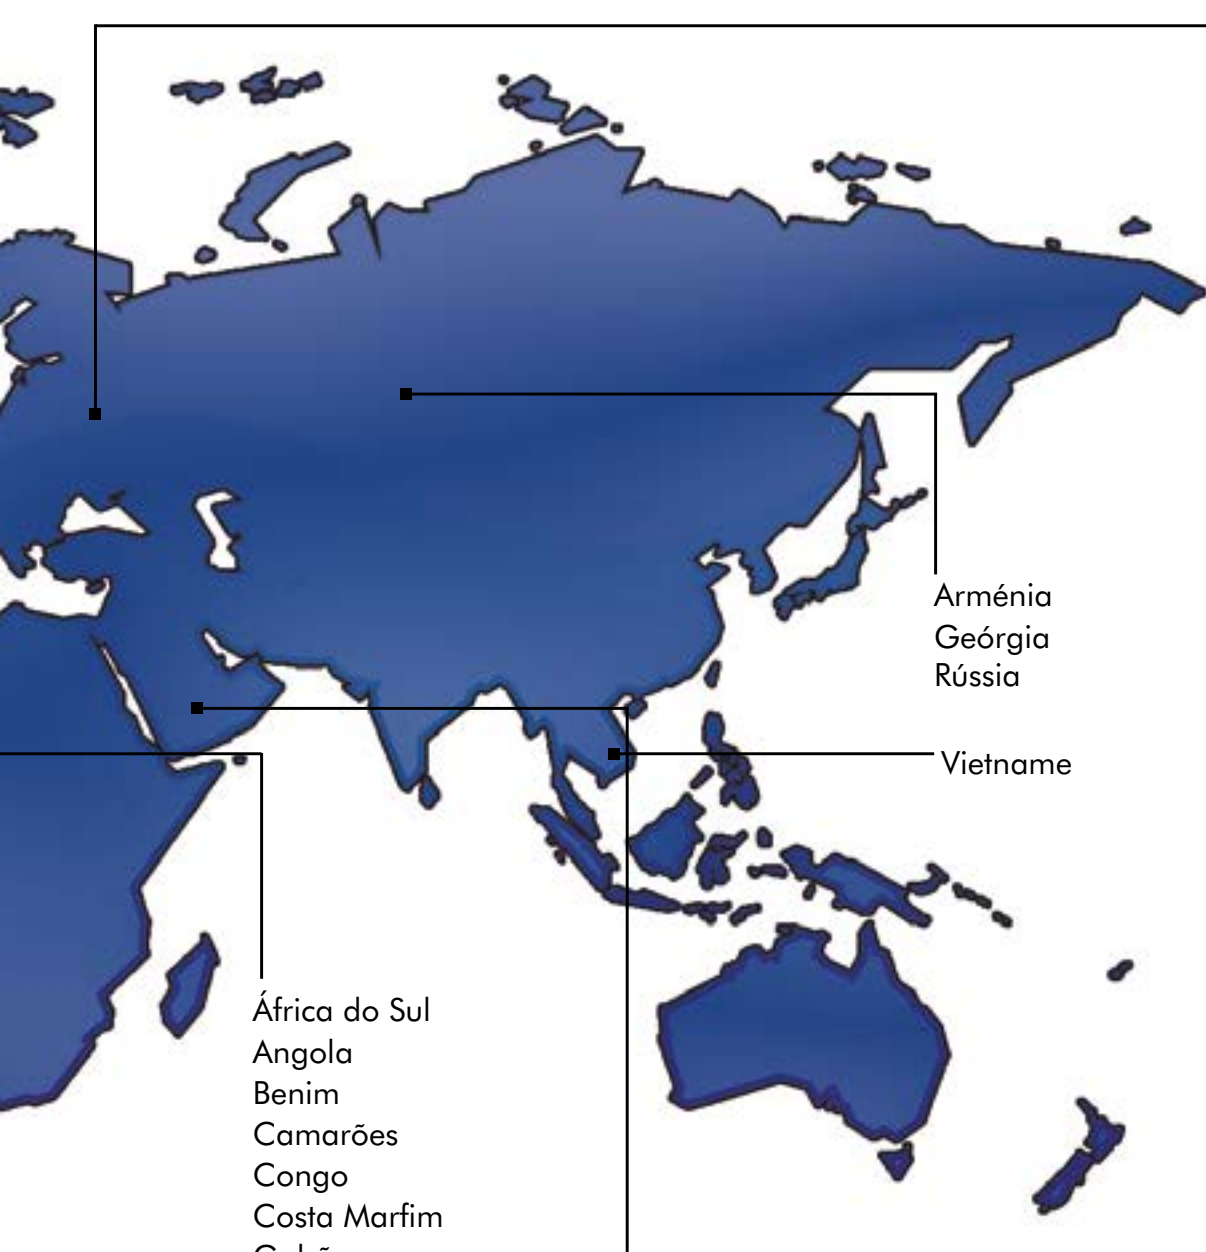 Arménia
Geórgia
Rússia
Vietname
África do Sul
Angola
Benim
Camarões
Congo
Costa Marfim